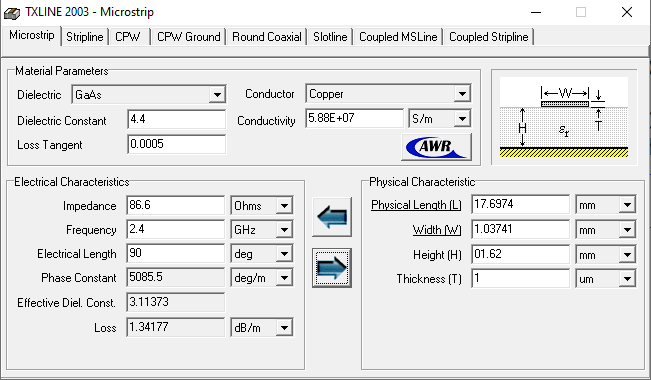 TXLINE 2003 - Microstrip
Microstrip Stripline CPW CPW Ground Round Coaxial Slotline Coupled MSLine Coupled Stripline
Material Parameters
Dielectric GaAs Conductor Copper
Dielectric Constant 4.4 Conductivity 5.88E+07 S/m
Loss Tangent 0.0005
AWR
W
H
εr
T
Electrical Characteristics
Impedance 86.6 Ohms
Frequency 2.4 GHz
Electrical Length 90 deg
Phase Constant 5085.5 deg/m
Effective Diel. Const. 3.11373
Loss 1.34177 dB/m
Physical Characteristic
Physical Length (L) 17.6974 mm
Width (W) 1.03741 mm
Height (H) 01.62 mm
Thickness (T) 1 um